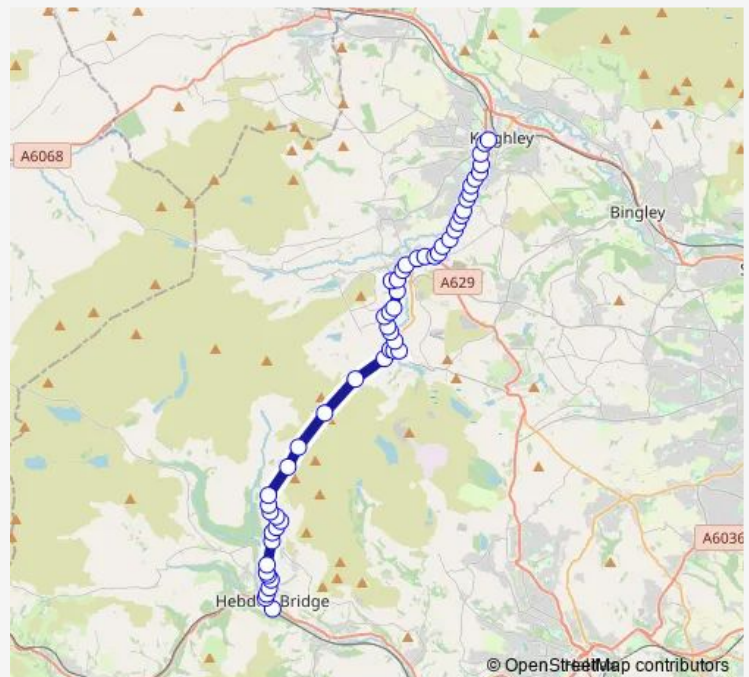 Keighley
A6068
Bingley
A629
A6036
Hebden Bridge
© OpenStreetMap contributors